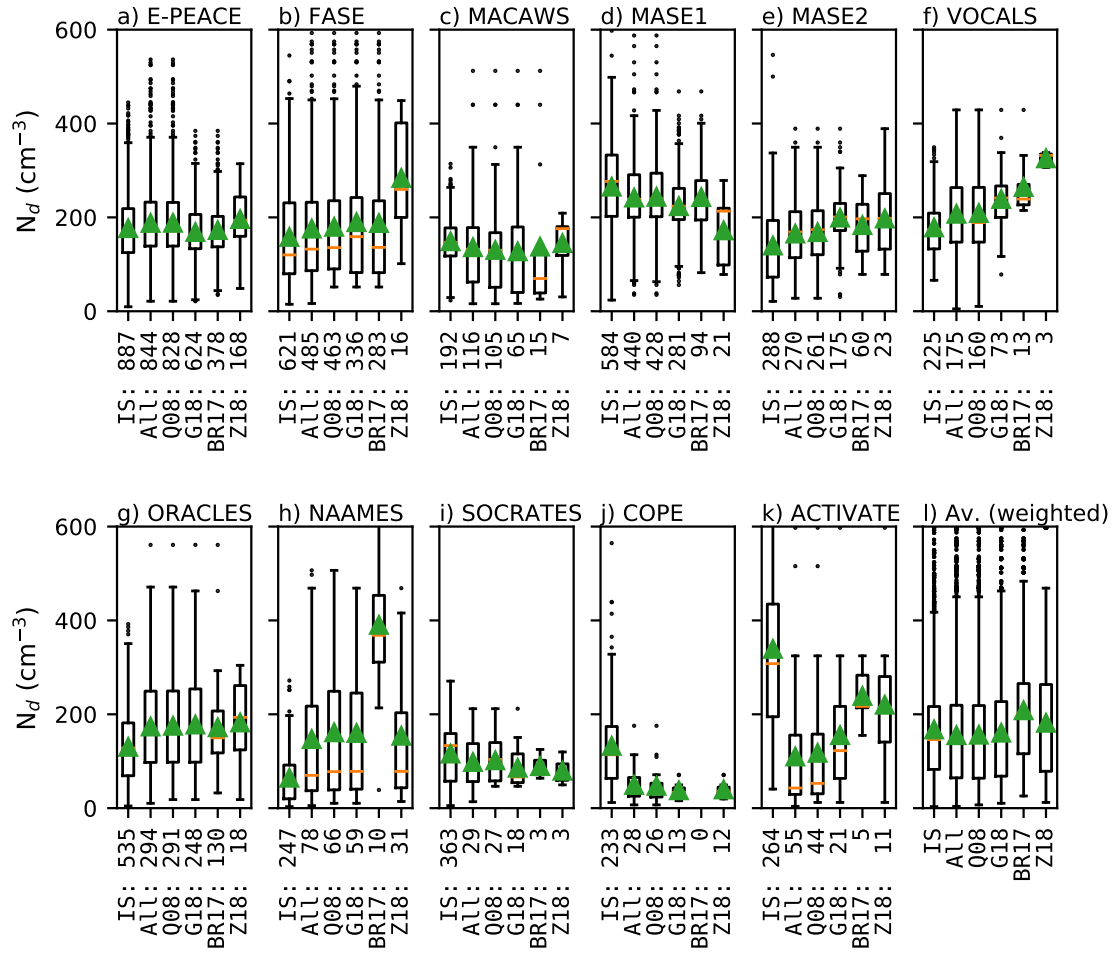 a) E-PEACE b) FASE c) MACAWS d) MASE1 e) MASE2 f) VOCALS
600
400
200
0
N_d (cm⁻³)
IS: 887
All: 844
Q08: 828
G18: 624
BR17: 378
Z18: 168
IS: 621
All: 485
Q08: 463
G18: 336
BR17: 283
Z18: 16
IS: 192
All: 116
Q08: 105
G18: 65
BR17: 15
Z18: 7
IS: 584
All: 440
Q08: 428
G18: 281
BR17: 94
Z18: 21
IS: 288
All: 270
Q08: 261
G18: 175
BR17: 60
Z18: 23
IS: 225
All: 175
Q08: 160
G18: 73
BR17: 13
Z18: 3
g) ORACLES h) NAAMES i) SOCRATES j) COPE k) ACTIVATE l) Av. (weighted)
600
400
200
0
N_d (cm⁻³)
IS: 535
All: 294
Q08: 291
G18: 248
BR17: 130
Z18: 18
IS: 247
All: 78
Q08: 66
G18: 59
BR17: 10
Z18: 31
IS: 363
All: 29
Q08: 27
G18: 18
BR17: 3
Z18: 3
IS: 233
All: 28
Q08: 26
G18: 13
BR17: 0
Z18: 12
IS: 264
All: 55
Q08: 44
G18: 21
BR17: 5
Z18: 11
IS
All
Q08
G18
BR17
Z18